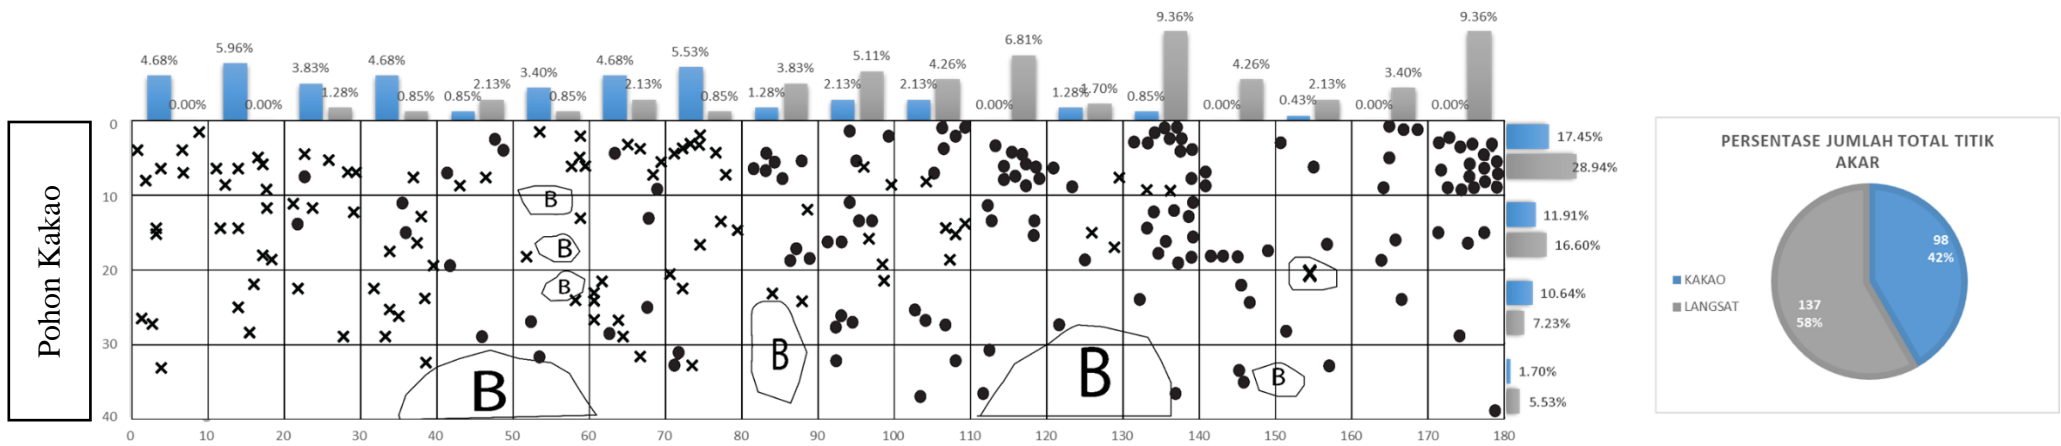 9.36% 9.36%
6.81%
5.96% 5.53% 5.11%
4.68% 4.68% 4.68% 4.26% 4.26%
3.83% 3.40% 3.83% 3.40%
1.28% 2.13% 2.13% 2.13% 2.13% 1.70% 2.13%
0.00% 0.00% 0.85% 0.85% 0.85% 0.85% 1.28% 0.00% 1.28% 0.85% 0.00% 0.43% 0.00% 0.00%
Pohon Kakao
0
10
20
30
40
B
B
B
B
B
B
X
B
0 10 20 30 40 50 60 70 80 90 100 110 120 130 140 150 160 170 180
17.45%
28.94%
11.91%
16.60%
10.64%
7.23%
1.70%
5.53%
PERSENTASE JUMLAH TOTAL TITIK
AKAR
KAKAO
LANGSAT
98
42%
137
58%